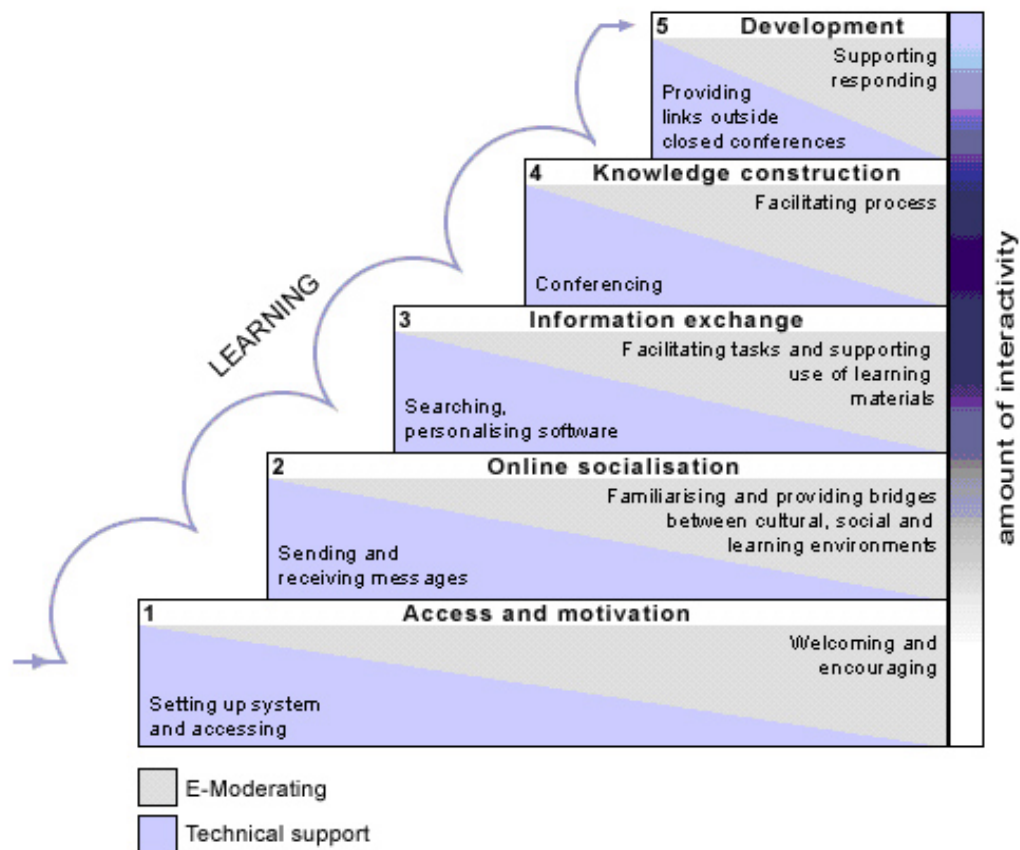 5 Development
Supporting
responding
Providing
links outside
closed conferences
4 Knowledge construction
Facilitating process
Conferencing
3 Information exchange
Facilitating tasks and supporting
use of learning
materials
Searching,
personalising software
2 Online socialisation
Familiarising and providing bridges
between cultural, social and
learning environments
Sending and
receiving messages
1 Access and motivation
Welcoming and
encouraging
Setting up system
and accessing
LEARNING
amount of interactivity
E-Moderating
Technical support